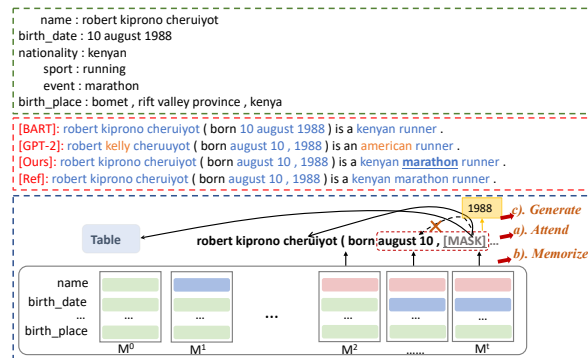 name : robert kiprono cheruiyot
birth_date : 10 august 1988
nationality : kenyan
sport : running
event : marathon
birth_place : bomet , rift valley province , kenya
[BART]: robert kiprono cheruiyot ( born 10 august 1988 ) is a kenyan runner .
[GPT-2]: robert kelly cheruuyot ( born august 10 , 1988 ) is an american runner .
[Ours]: robert kiprono cheruiyot ( born august 10 , 1988 ) is a kenyan marathon runner .
[Ref]: robert kiprono cheruiyot ( born august 10 , 1988 ) is a kenyan marathon runner .
1988 c). Generate
Table robert kiprono cheruiyot ( born august 10 , [MASK] ... a). Attend
b). Memorize
name
birth_date
... ... ... ... ... ... ...
birth_place
M0 M1 M2 ...... Mt